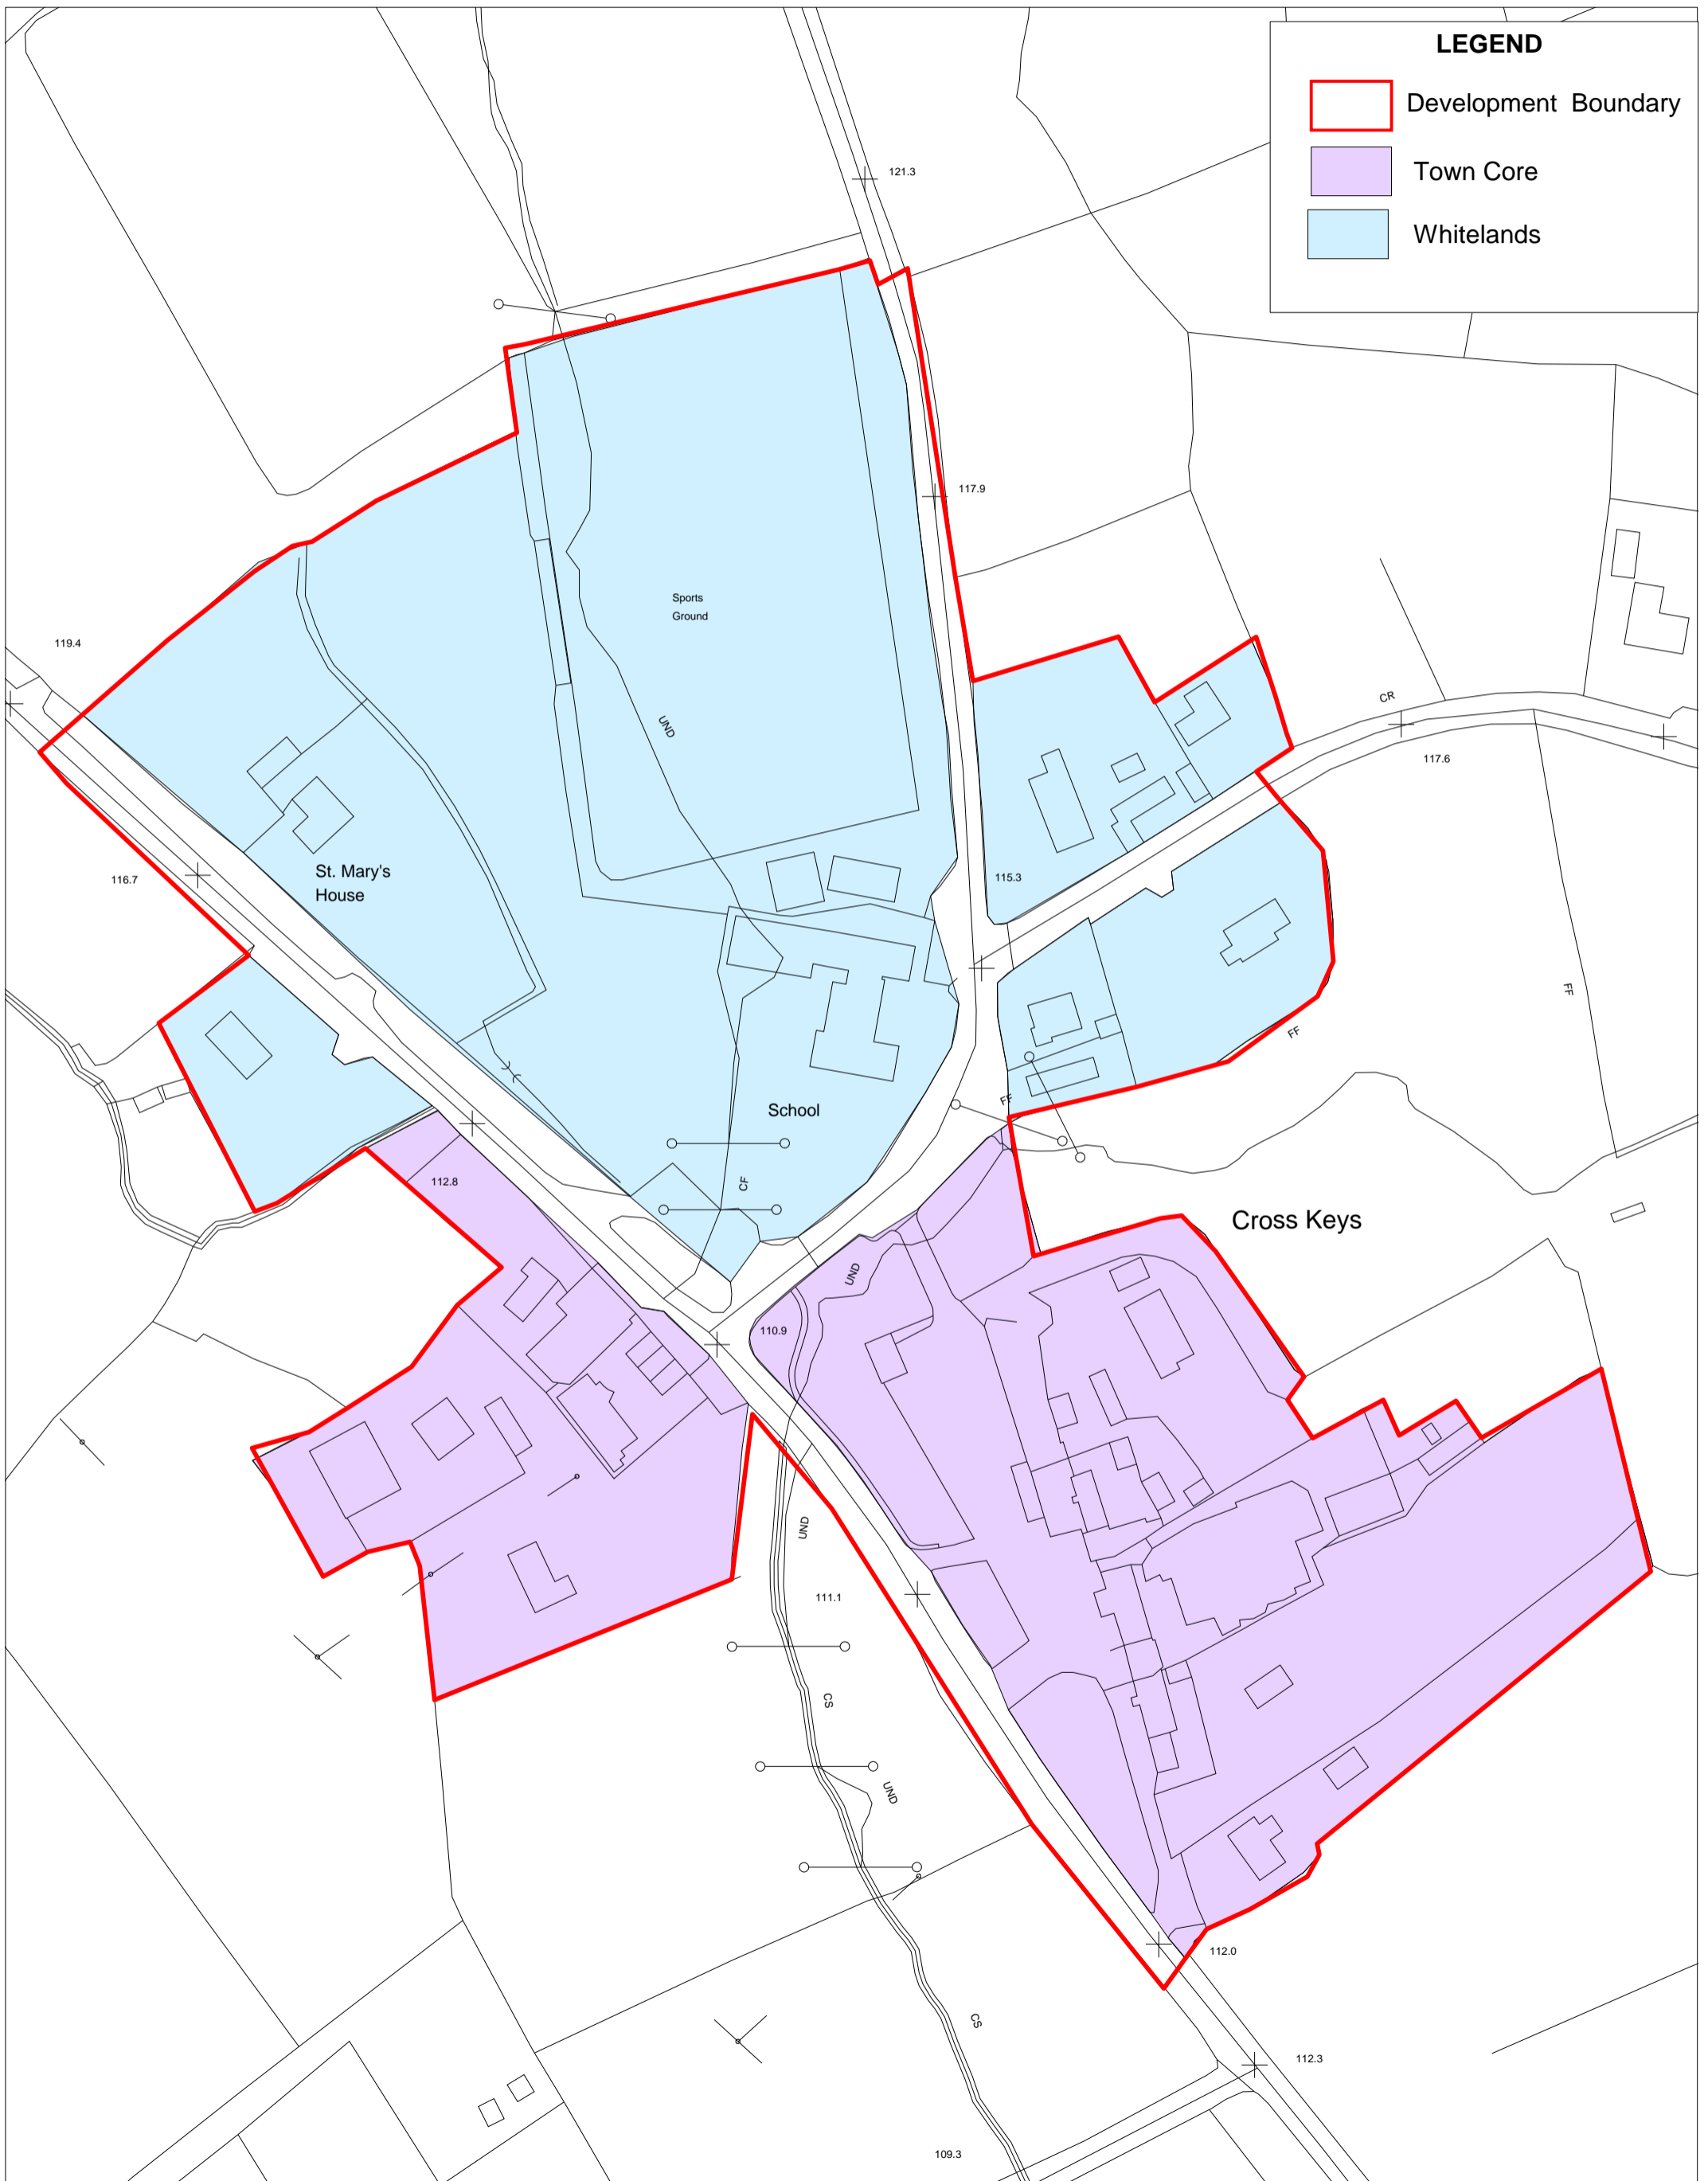 LEGEND
Development Boundary
Town Core
Whitelands
121.3
117.9
Sports
Ground
119.4
UND
CR
117.6
116.7
St. Mary's
House
115.3
FF
FF
FF
School
CF
112.8
Cross Keys
UND
110.9
UND
111.1
CS
UND
112.0
CS
112.3
109.3